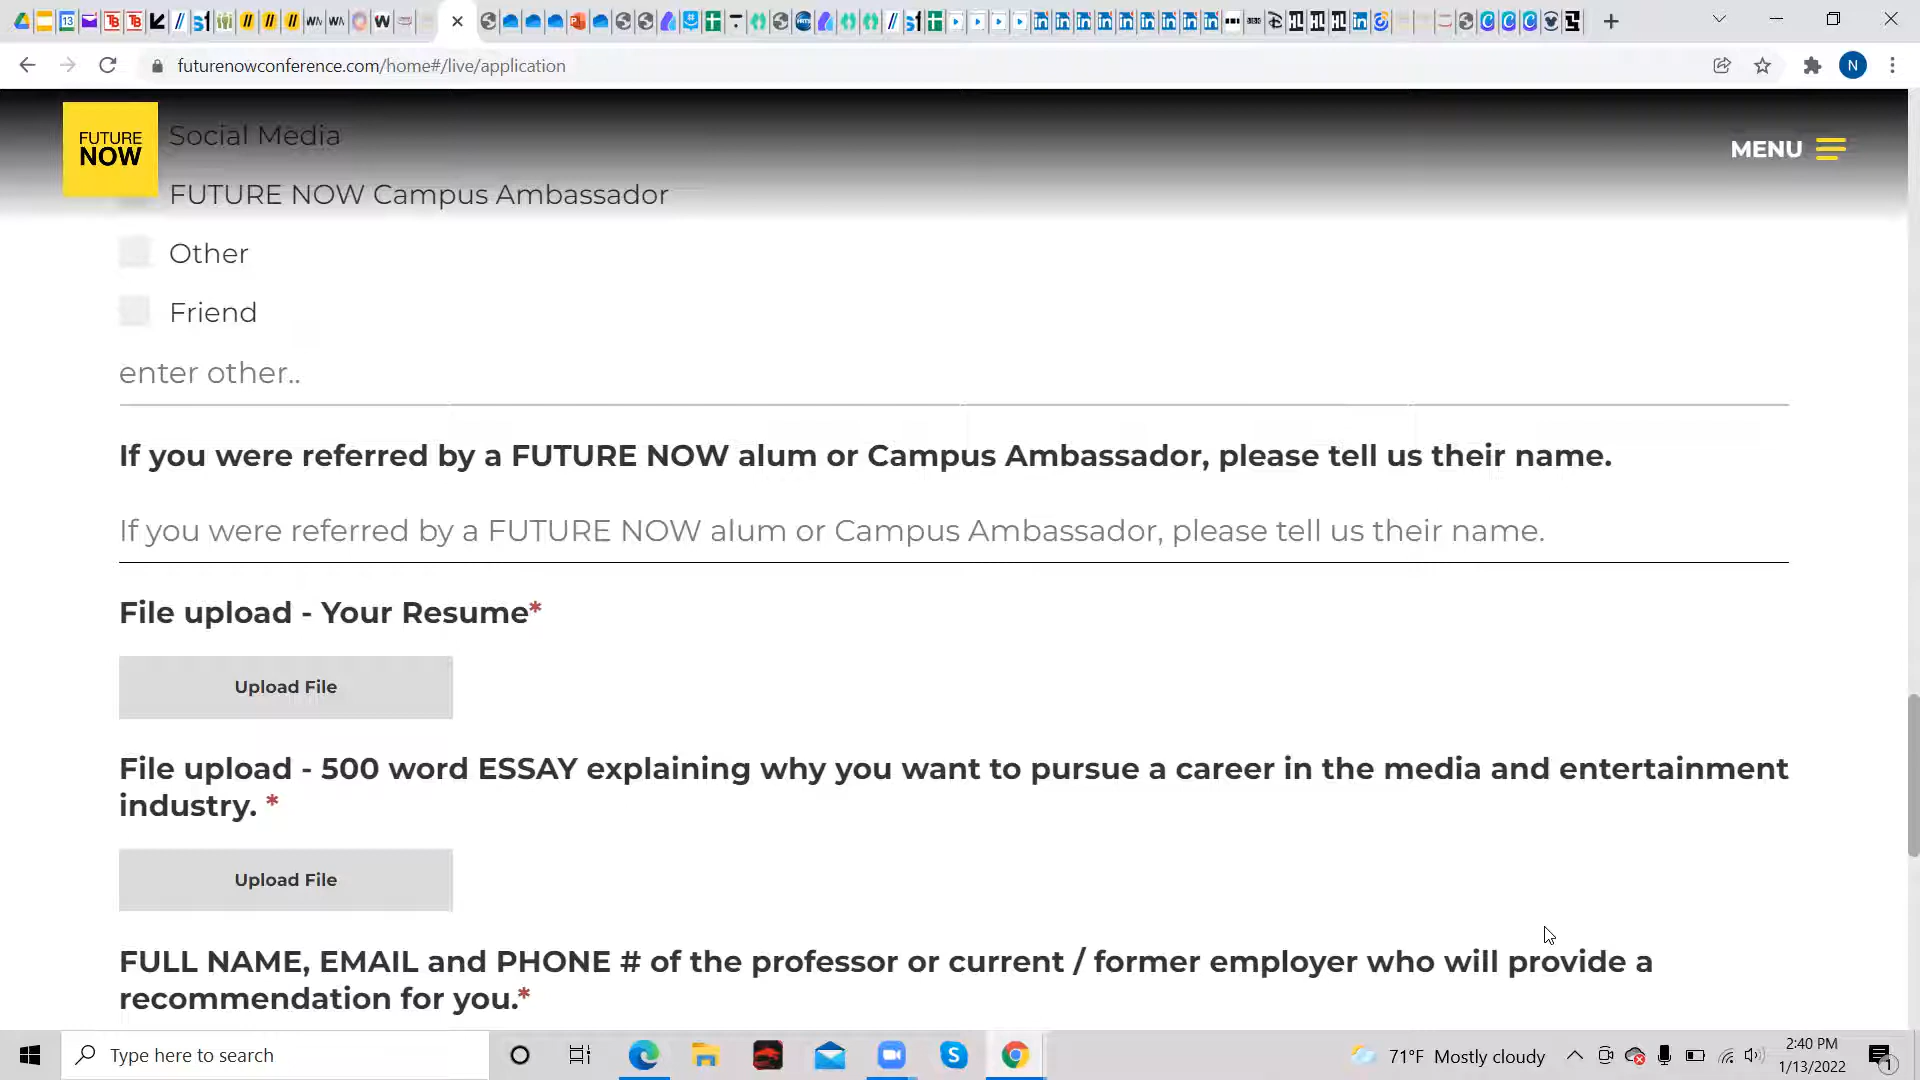 futurenowconference.com/home#/live/application
N
FUTURE
NOW
Social Media
MENU
FUTURE NOW Campus Ambassador
Other
Friend
enter other..
If you were referred by a FUTURE NOW alum or Campus Ambassador, please tell us their name.
If you were referred by a FUTURE NOW alum or Campus Ambassador, please tell us their name.
File upload - Your Resume*
Upload File
File upload - 500 word ESSAY explaining why you want to pursue a career in the media and entertainment
industry. *
Upload File
FULL NAME, EMAIL and PHONE # of the professor or current / former employer who will provide a
recommendation for you.*
Type here to search
71°F Mostly cloudy
2:40 PM
1/13/2022
1